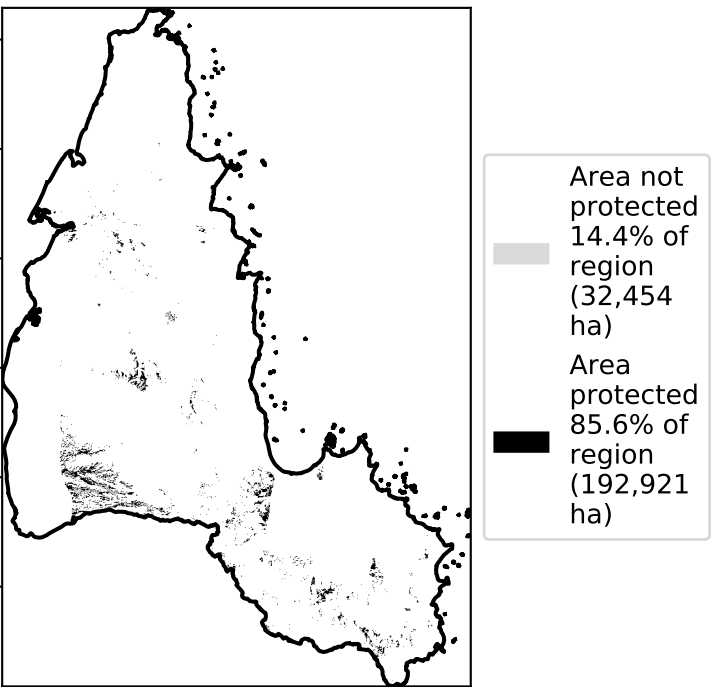 Area not
protected
14.4% of
region
(32,454
ha)
Area
protected
85.6% of
region
(192,921
ha)